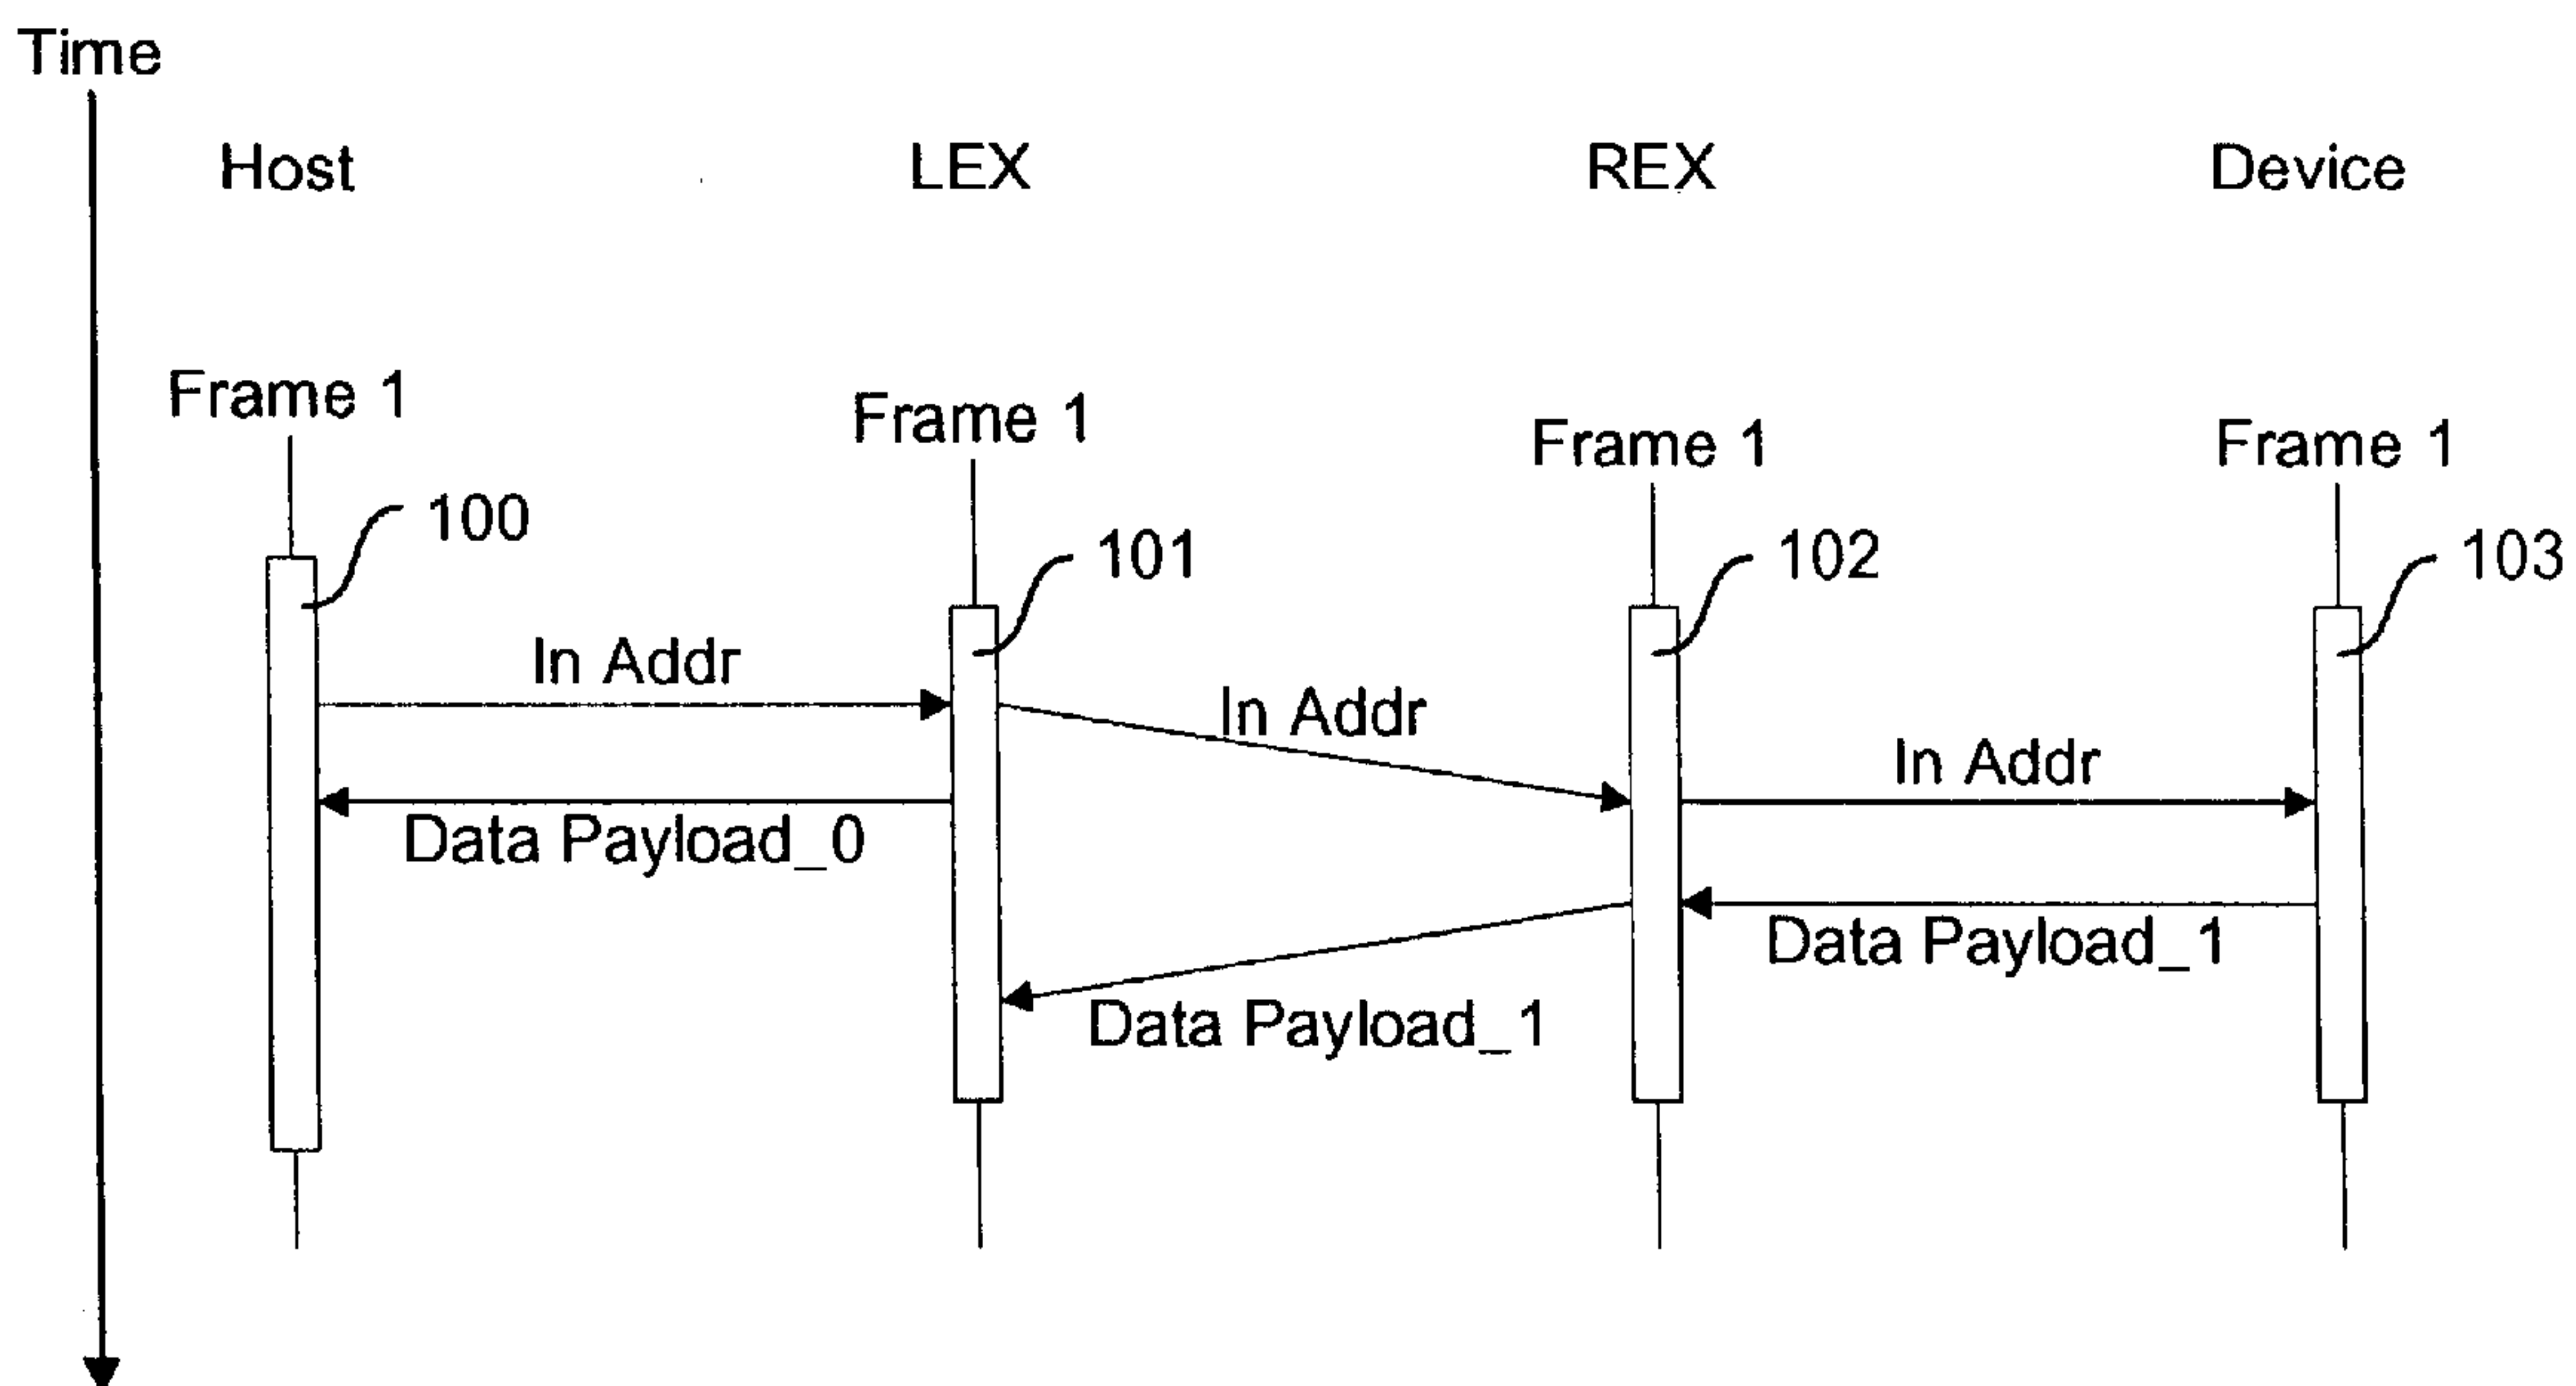 Time
Host LEX REX Device
Frame 1 Frame 1 Frame 1 Frame 1
100 101 102 103
In Addr In Addr In Addr
Data Payload_0 Data Payload_1
Data Payload_1